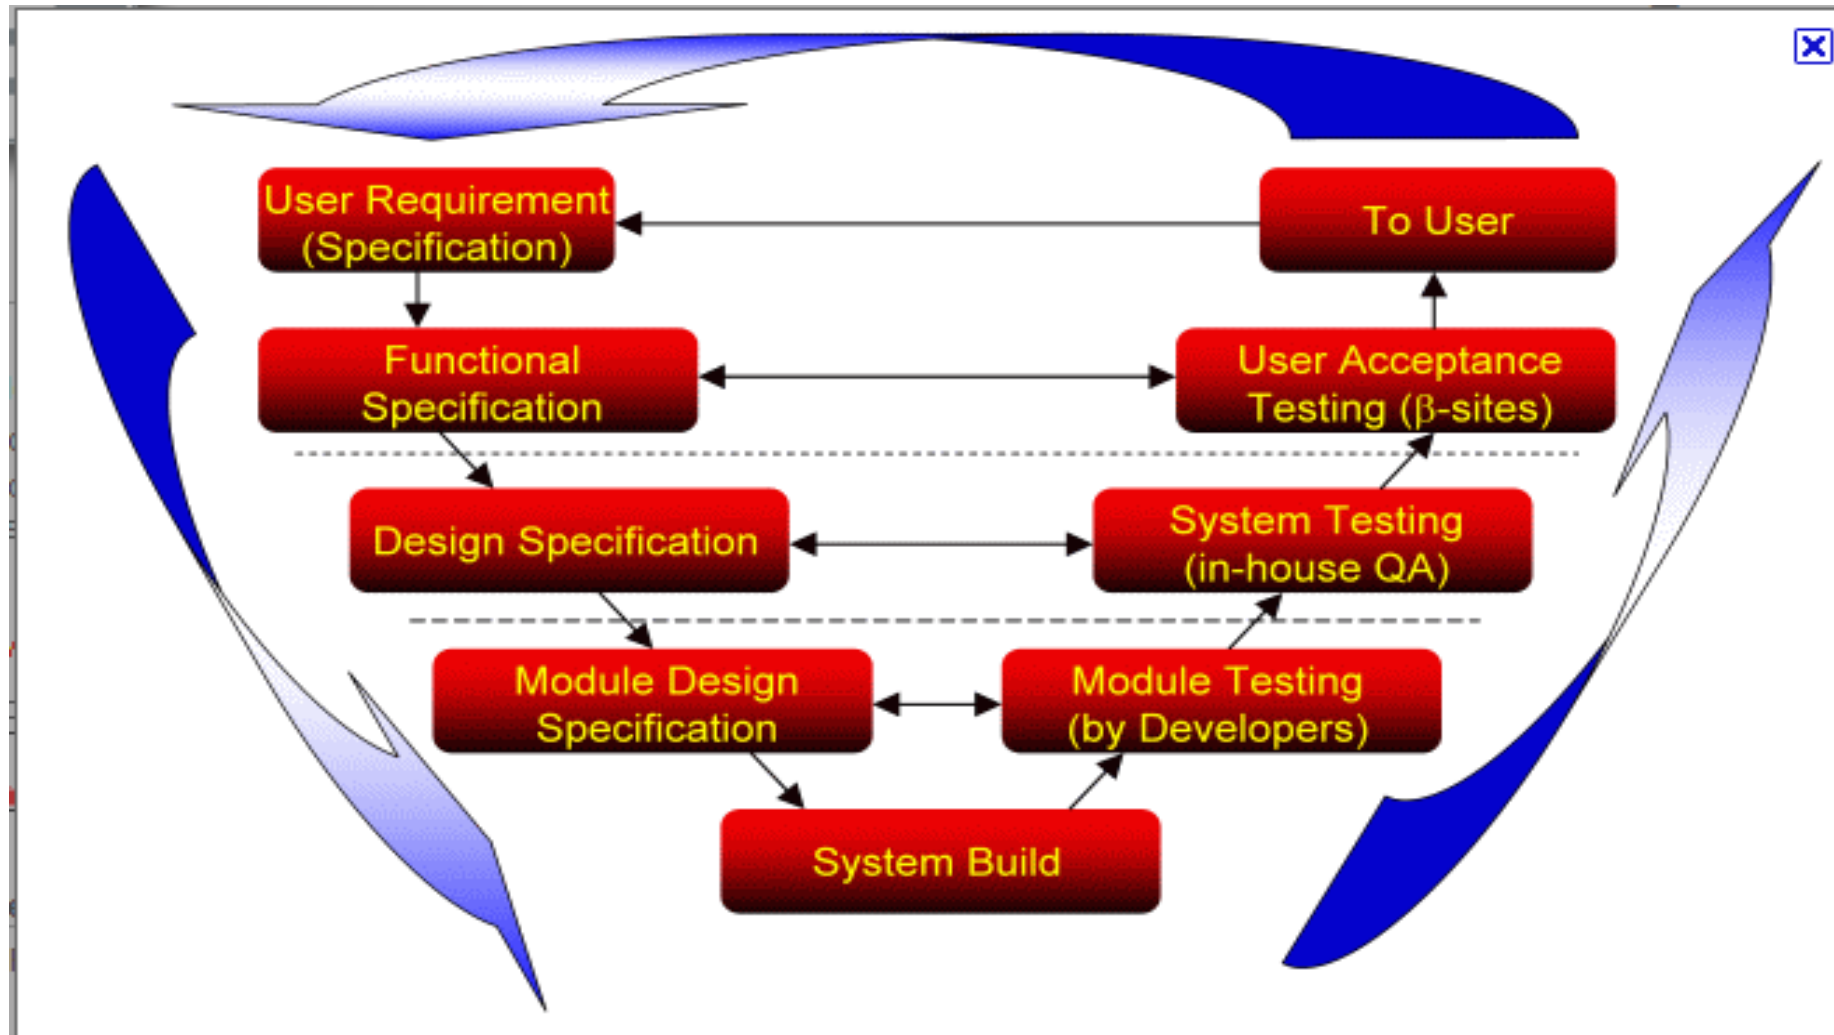 User Requirement
(Specification)
To User
Functional
Specification
User Acceptance
Testing (β-sites)
Design Specification
System Testing
(in-house QA)
Module Design
Specification
Module Testing
(by Developers)
System Build